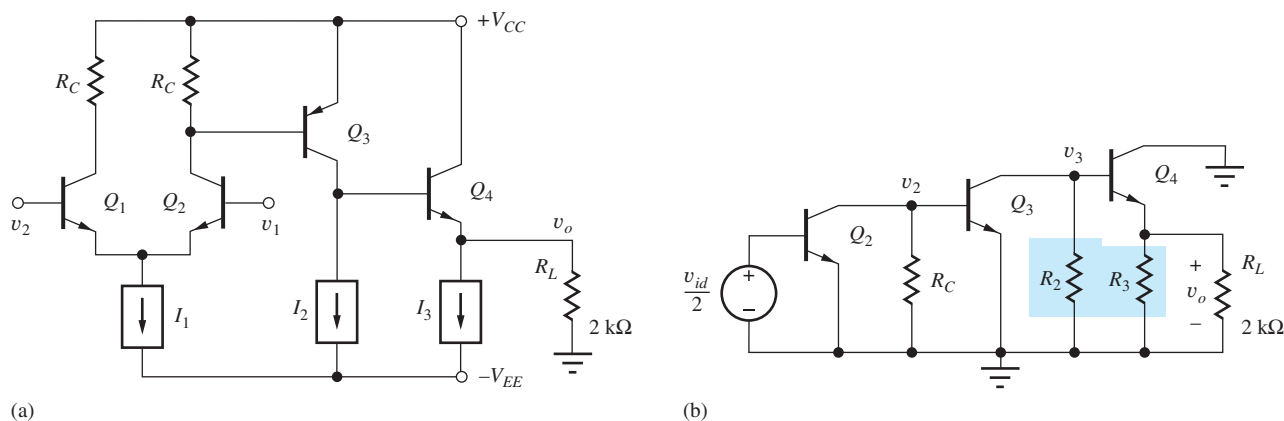 +V_CC
R_C
R_C
Q_3
Q_4
Q_1
Q_2
v_2
v_1
v_o
R_L
2 kΩ
I_1
I_2
I_3
−V_EE
(a)
v_3
Q_4
v_2
Q_3
Q_2
v_id/2
+
−
R_C
R_2
R_3
+
v_o
−
R_L
2 kΩ
(b)